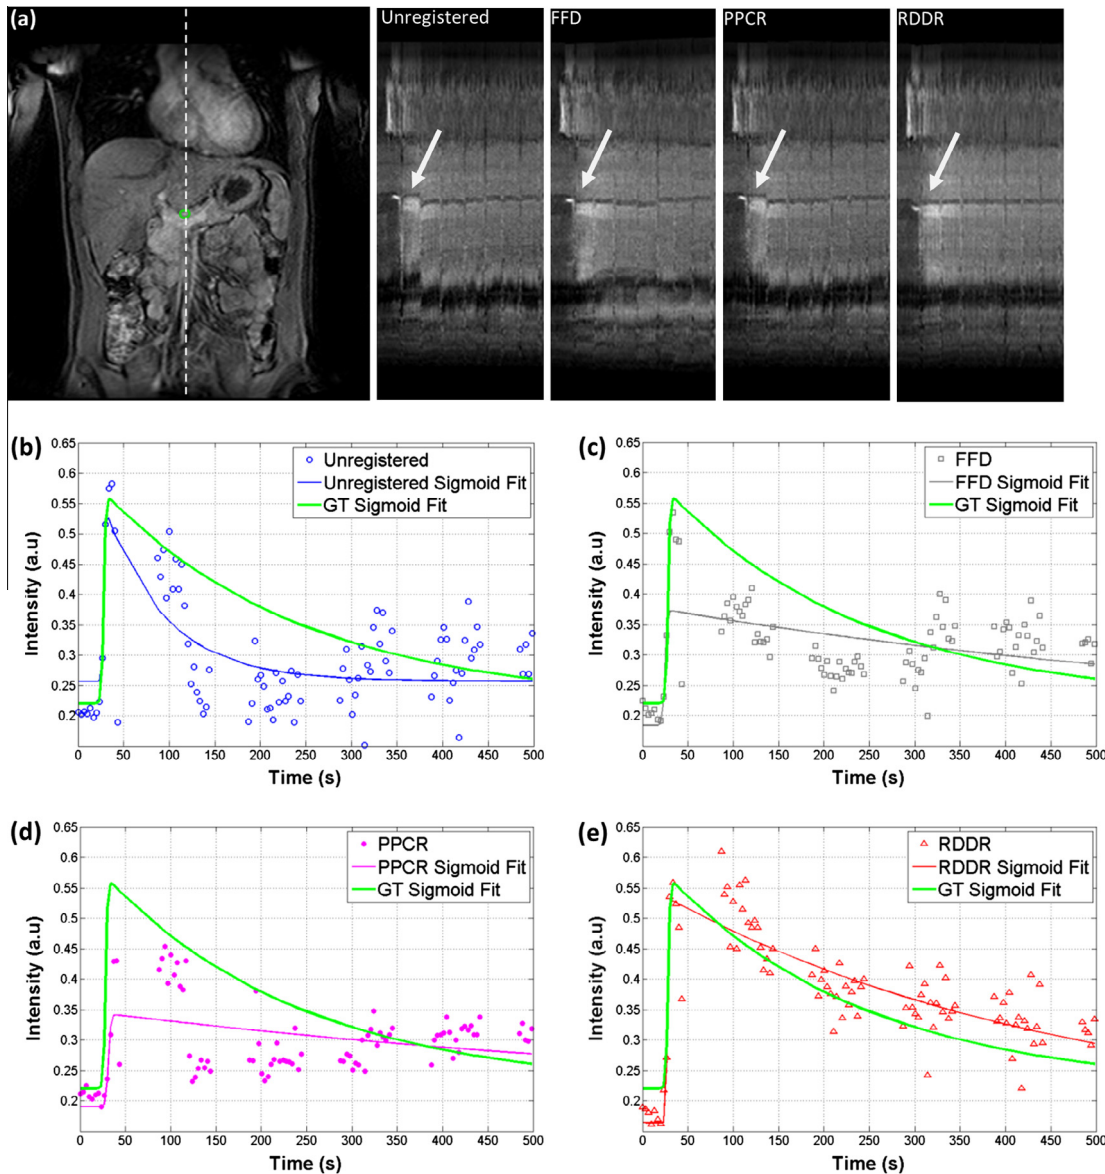 (a)
Unregistered
FFD
PPCR
RDDR
(b)
Intensity (a.u)
0.65
0.6
0.55
0.5
0.45
0.4
0.35
0.3
0.25
0.2
0 50 100 150 200 250 300 350 400 450 500
Time (s)
Unregistered
Unregistered Sigmoid Fit
GT Sigmoid Fit
(c)
Intensity (a.u)
0.65
0.6
0.55
0.5
0.45
0.4
0.35
0.3
0.25
0.2
0 50 100 150 200 250 300 350 400 450 500
Time (s)
FFD
FFD Sigmoid Fit
GT Sigmoid Fit
(d)
Intensity (a.u)
0.65
0.6
0.55
0.5
0.45
0.4
0.35
0.3
0.25
0.2
0 50 100 150 200 250 300 350 400 450 500
Time (s)
PPCR
PPCR Sigmoid Fit
GT Sigmoid Fit
(e)
Intensity (a.u)
0.65
0.6
0.55
0.5
0.45
0.4
0.35
0.3
0.25
0.2
0 50 100 150 200 250 300 350 400 450 500
Time (s)
RDDR
RDDR Sigmoid Fit
GT Sigmoid Fit